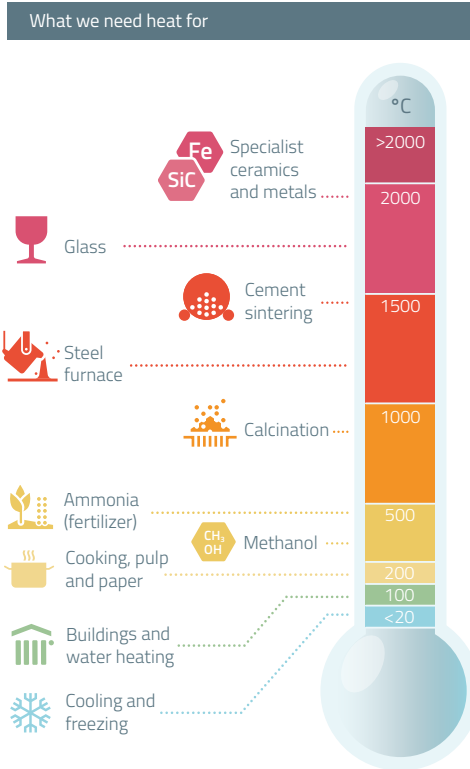 What we need heat for
°C
>2000
Fe
SiC
Specialist
ceramics
and metals
2000
Glass
Cement
sintering
1500
Steel
furnace
1000
Calcination
Ammonia
(fertilizer)
500
CH₃
OH
Methanol
Cooking, pulp
and paper
200
100
<20
Buildings and
water heating
Cooling and
freezing